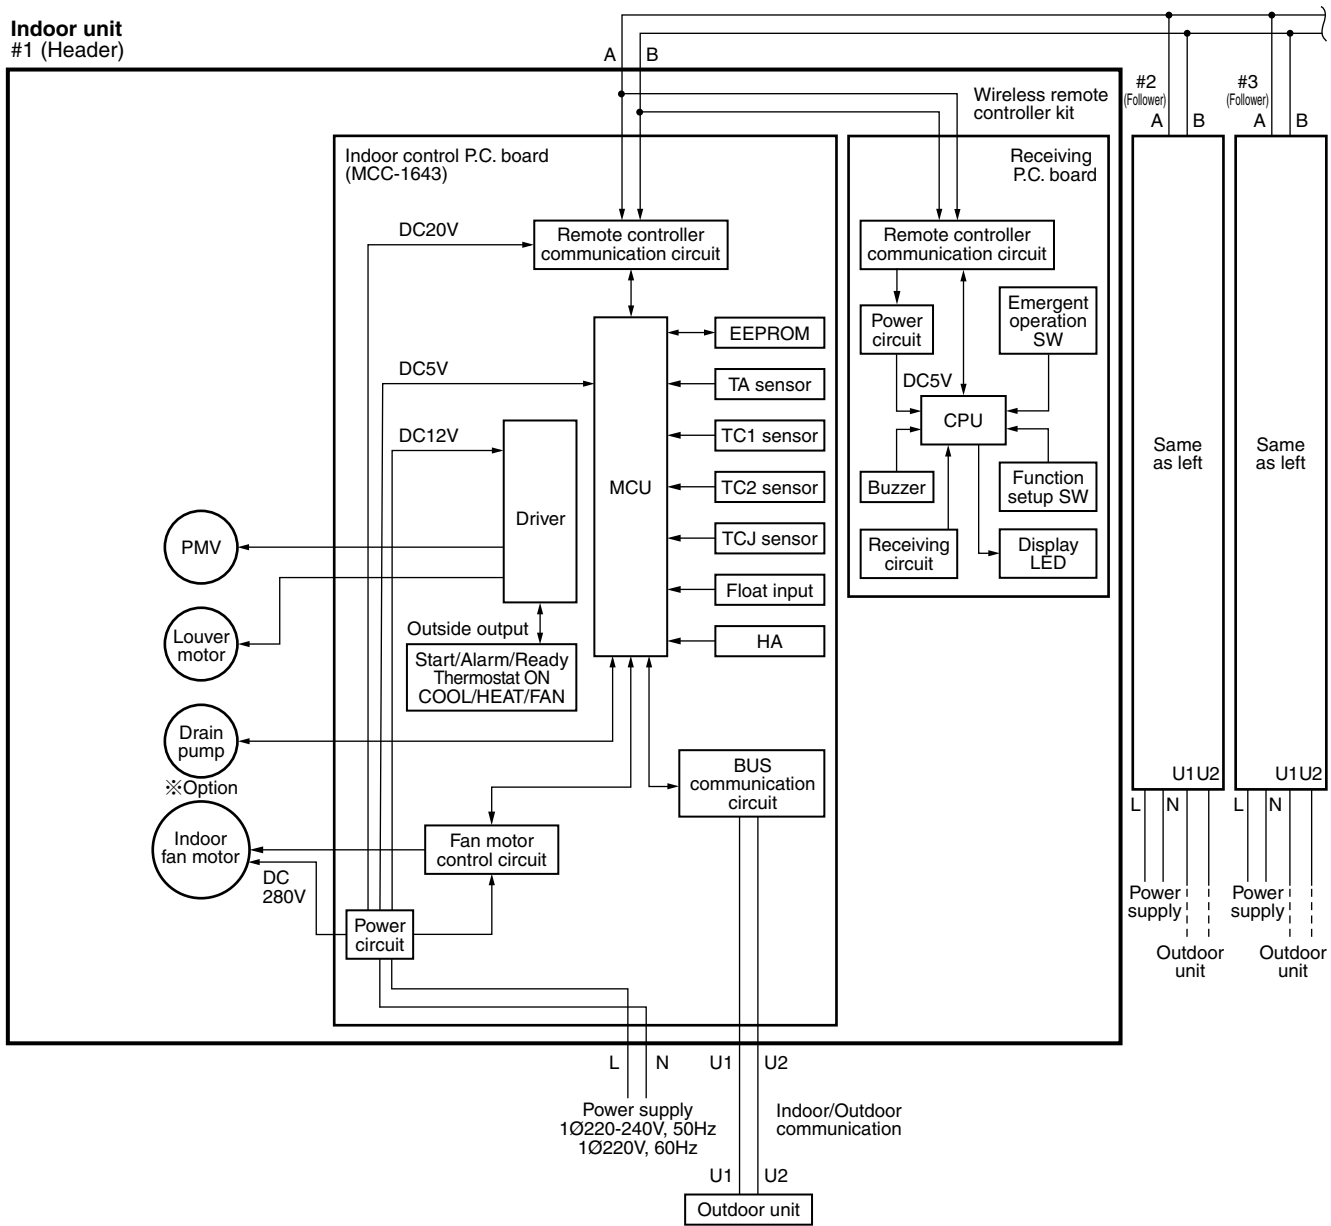 Indoor unit
#1 (Header)
A B
Wireless remote
controller kit
#2
(Follower)
A B
#3
(Follower)
A B
Indoor control P.C. board
(MCC-1643)
Receiving
P.C. board
DC20V
Remote controller
communication circuit
Remote controller
communication circuit
Power
circuit
Emergent
operation
SW
EEPROM
DC5V
TA sensor
DC5V
CPU
DC12V
TC1 sensor
MCU
TC2 sensor
Buzzer
Function
setup SW
Same
as left
Same
as left
Driver
TCJ sensor
Receiving
circuit
Display
LED
PMV
Float input
Louver
motor
Outside output
HA
Start/Alarm/Ready
Thermostat ON
COOL/HEAT/FAN
Drain
pump
※Option
BUS
communication
circuit
U1 U2
U1 U2
L N
L N
Indoor
fan motor
Fan motor
control circuit
DC
280V
Power
circuit
Power
supply
Power
supply
Outdoor
unit
Outdoor
unit
L N
U1 U2
Power supply
1Ø220-240V, 50Hz
1Ø220V, 60Hz
Indoor/Outdoor
communication
U1 U2
Outdoor unit